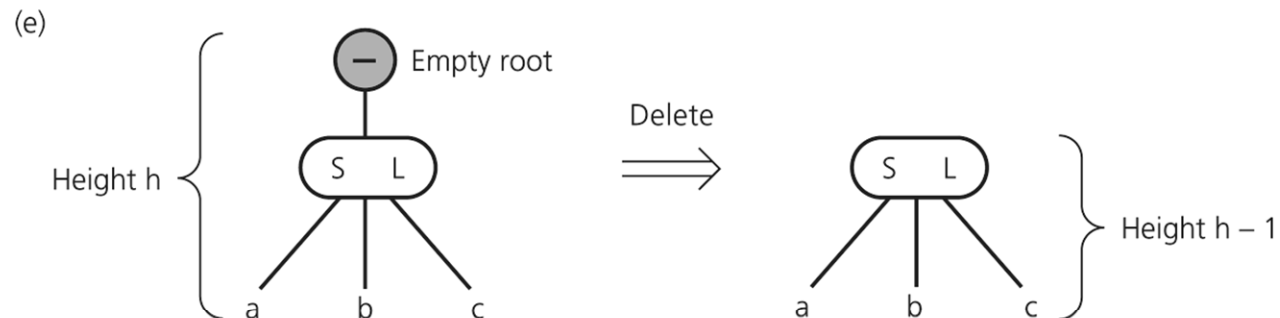 (e)
– Empty root
Delete
Height h
S L
S L
Height h – 1
a b c
a b c